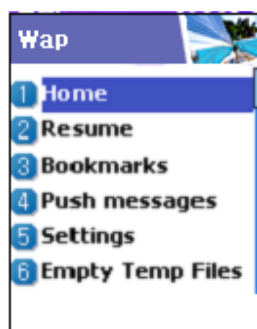 Wap
1 Home
2 Resume
3 Bookmarks
4 Push messages
5 Settings
6 Empty Temp Files